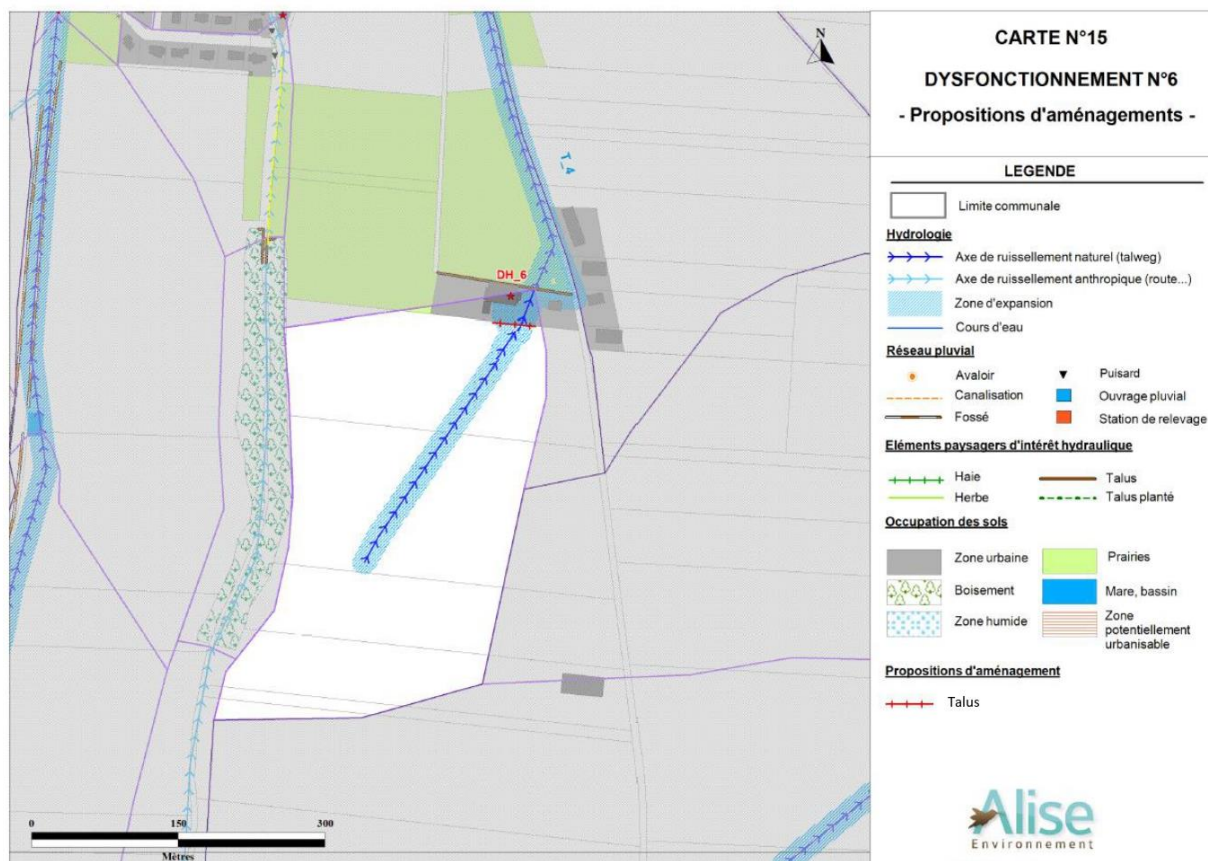 CARTE N°15
DYSFONCTIONNEMENT N°6
- Propositions d'aménagements -
N
T_4
DH_6
0
150
300
Mètres
LEGENDE
Limite communale
Hydrologie
Axe de ruissellement naturel (talweg)
Axe de ruissellement anthropique (route...)
Zone d'expansion
Cours d'eau
Réseau pluvial
Avaloir
Puisard
Canalisation
Ouvrage pluvial
Fossé
Station de relevage
Eléments paysagers d'intérêt hydraulique
Haie
Talus
Herbe
Talus planté
Occupation des sols
Zone urbaine
Prairies
Boisement
Mare, bassin
Zone humide
Zone
potentiellement
urbanisable
Propositions d'aménagement
Talus
Alise
Environnement